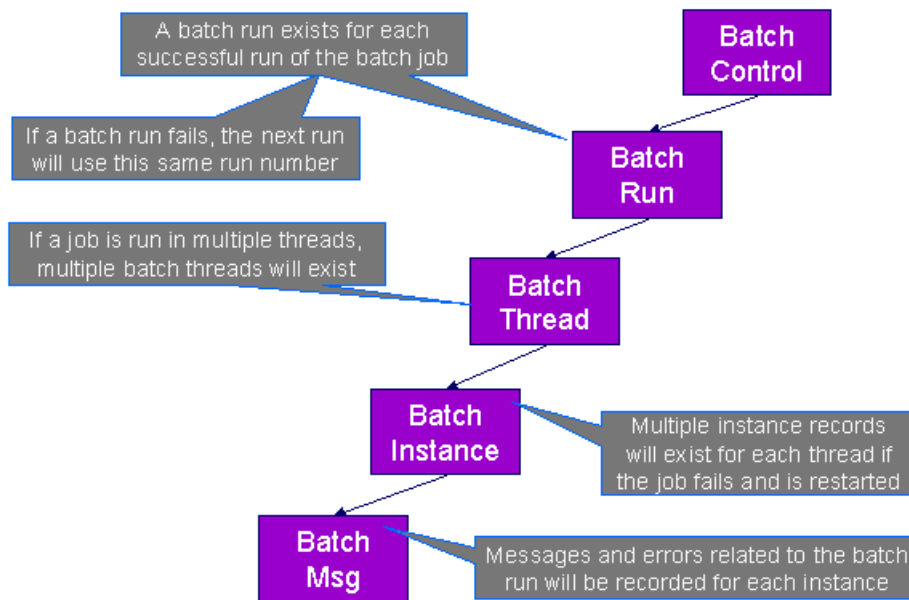 A batch run exists for each
successful run of the batch job
Batch
Control
If a batch run fails, the next run
will use this same run number
Batch
Run
If a job is run in multiple threads,
multiple batch threads will exist
Batch
Thread
Batch
Instance
Multiple instance records
will exist for each thread if
the job fails and is restarted
Batch
Msg
Messages and errors related to the batch
run will be recorded for each instance